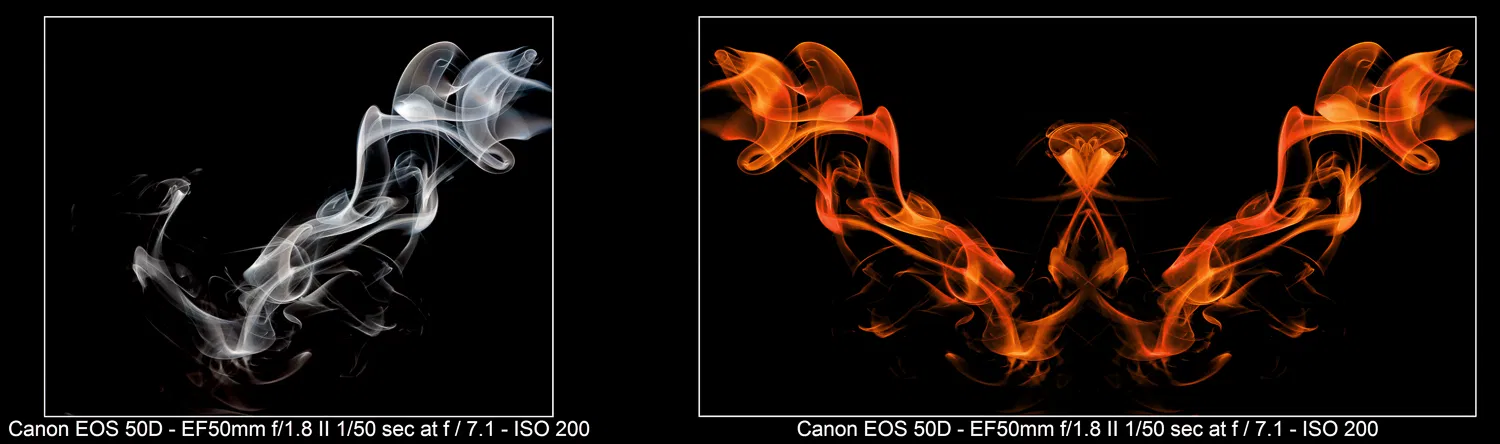 Canon EOS 50D - EF50mm f/1.8 II 1/50 sec at f / 7.1 - ISO 200
Canon EOS 50D - EF50mm f/1.8 II 1/50 sec at f / 7.1 - ISO 200